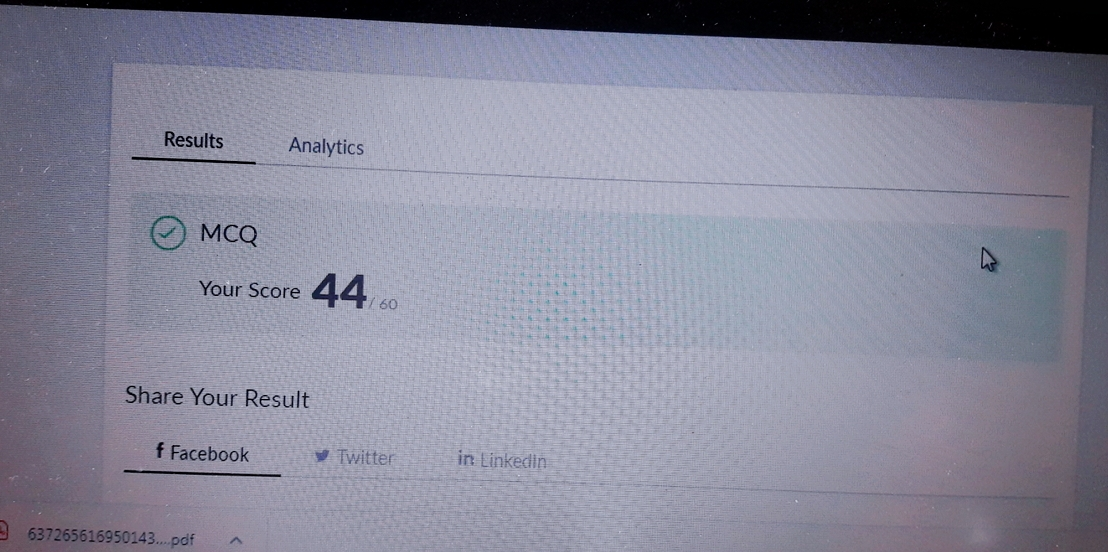 Results Analytics
MCQ
Your Score 44 / 60
Share Your Result
f Facebook Twitter in LinkedIn
637265616950143....pdf